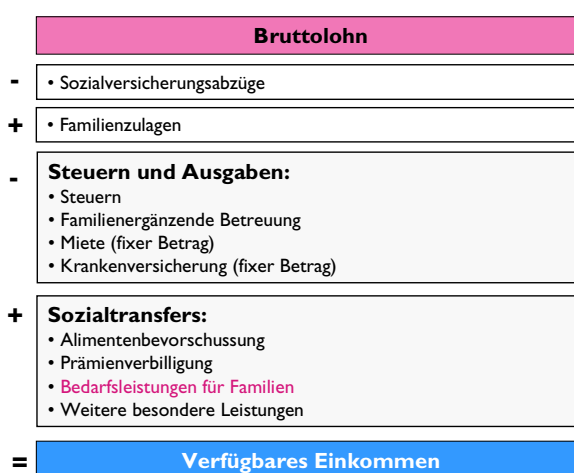 Bruttolohn
- • Sozialversicherungsabzüge
+ • Familienzulagen
- Steuern und Ausgaben:
• Steuern
• Familienergänzende Betreuung
• Miete (fixer Betrag)
• Krankenversicherung (fixer Betrag)
+ Sozialtransfers:
• Alimentenbevorschussung
• Prämienverbilligung
• Bedarfsleistungen für Familien
• Weitere besondere Leistungen
= Verfügbares Einkommen